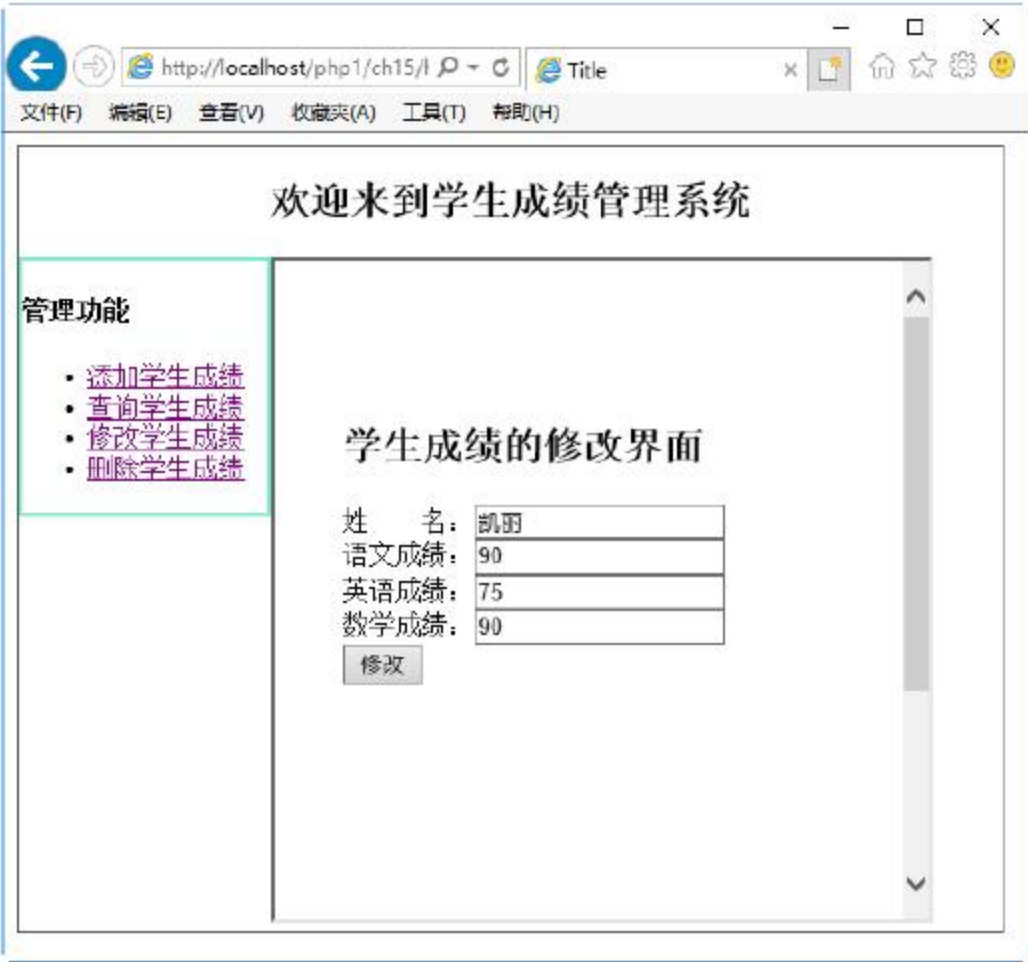 http://localhost/php1/ch15/
Title
文件(F) 编辑(E) 查看(V) 收藏夹(A) 工具(T) 帮助(H)
欢迎来到学生成绩管理系统
管理功能
添加学生成绩
查询学生成绩
修改学生成绩
删除学生成绩
学生成绩的修改界面
姓 名：凯丽
语文成绩：90
英语成绩：75
数学成绩：90
修改